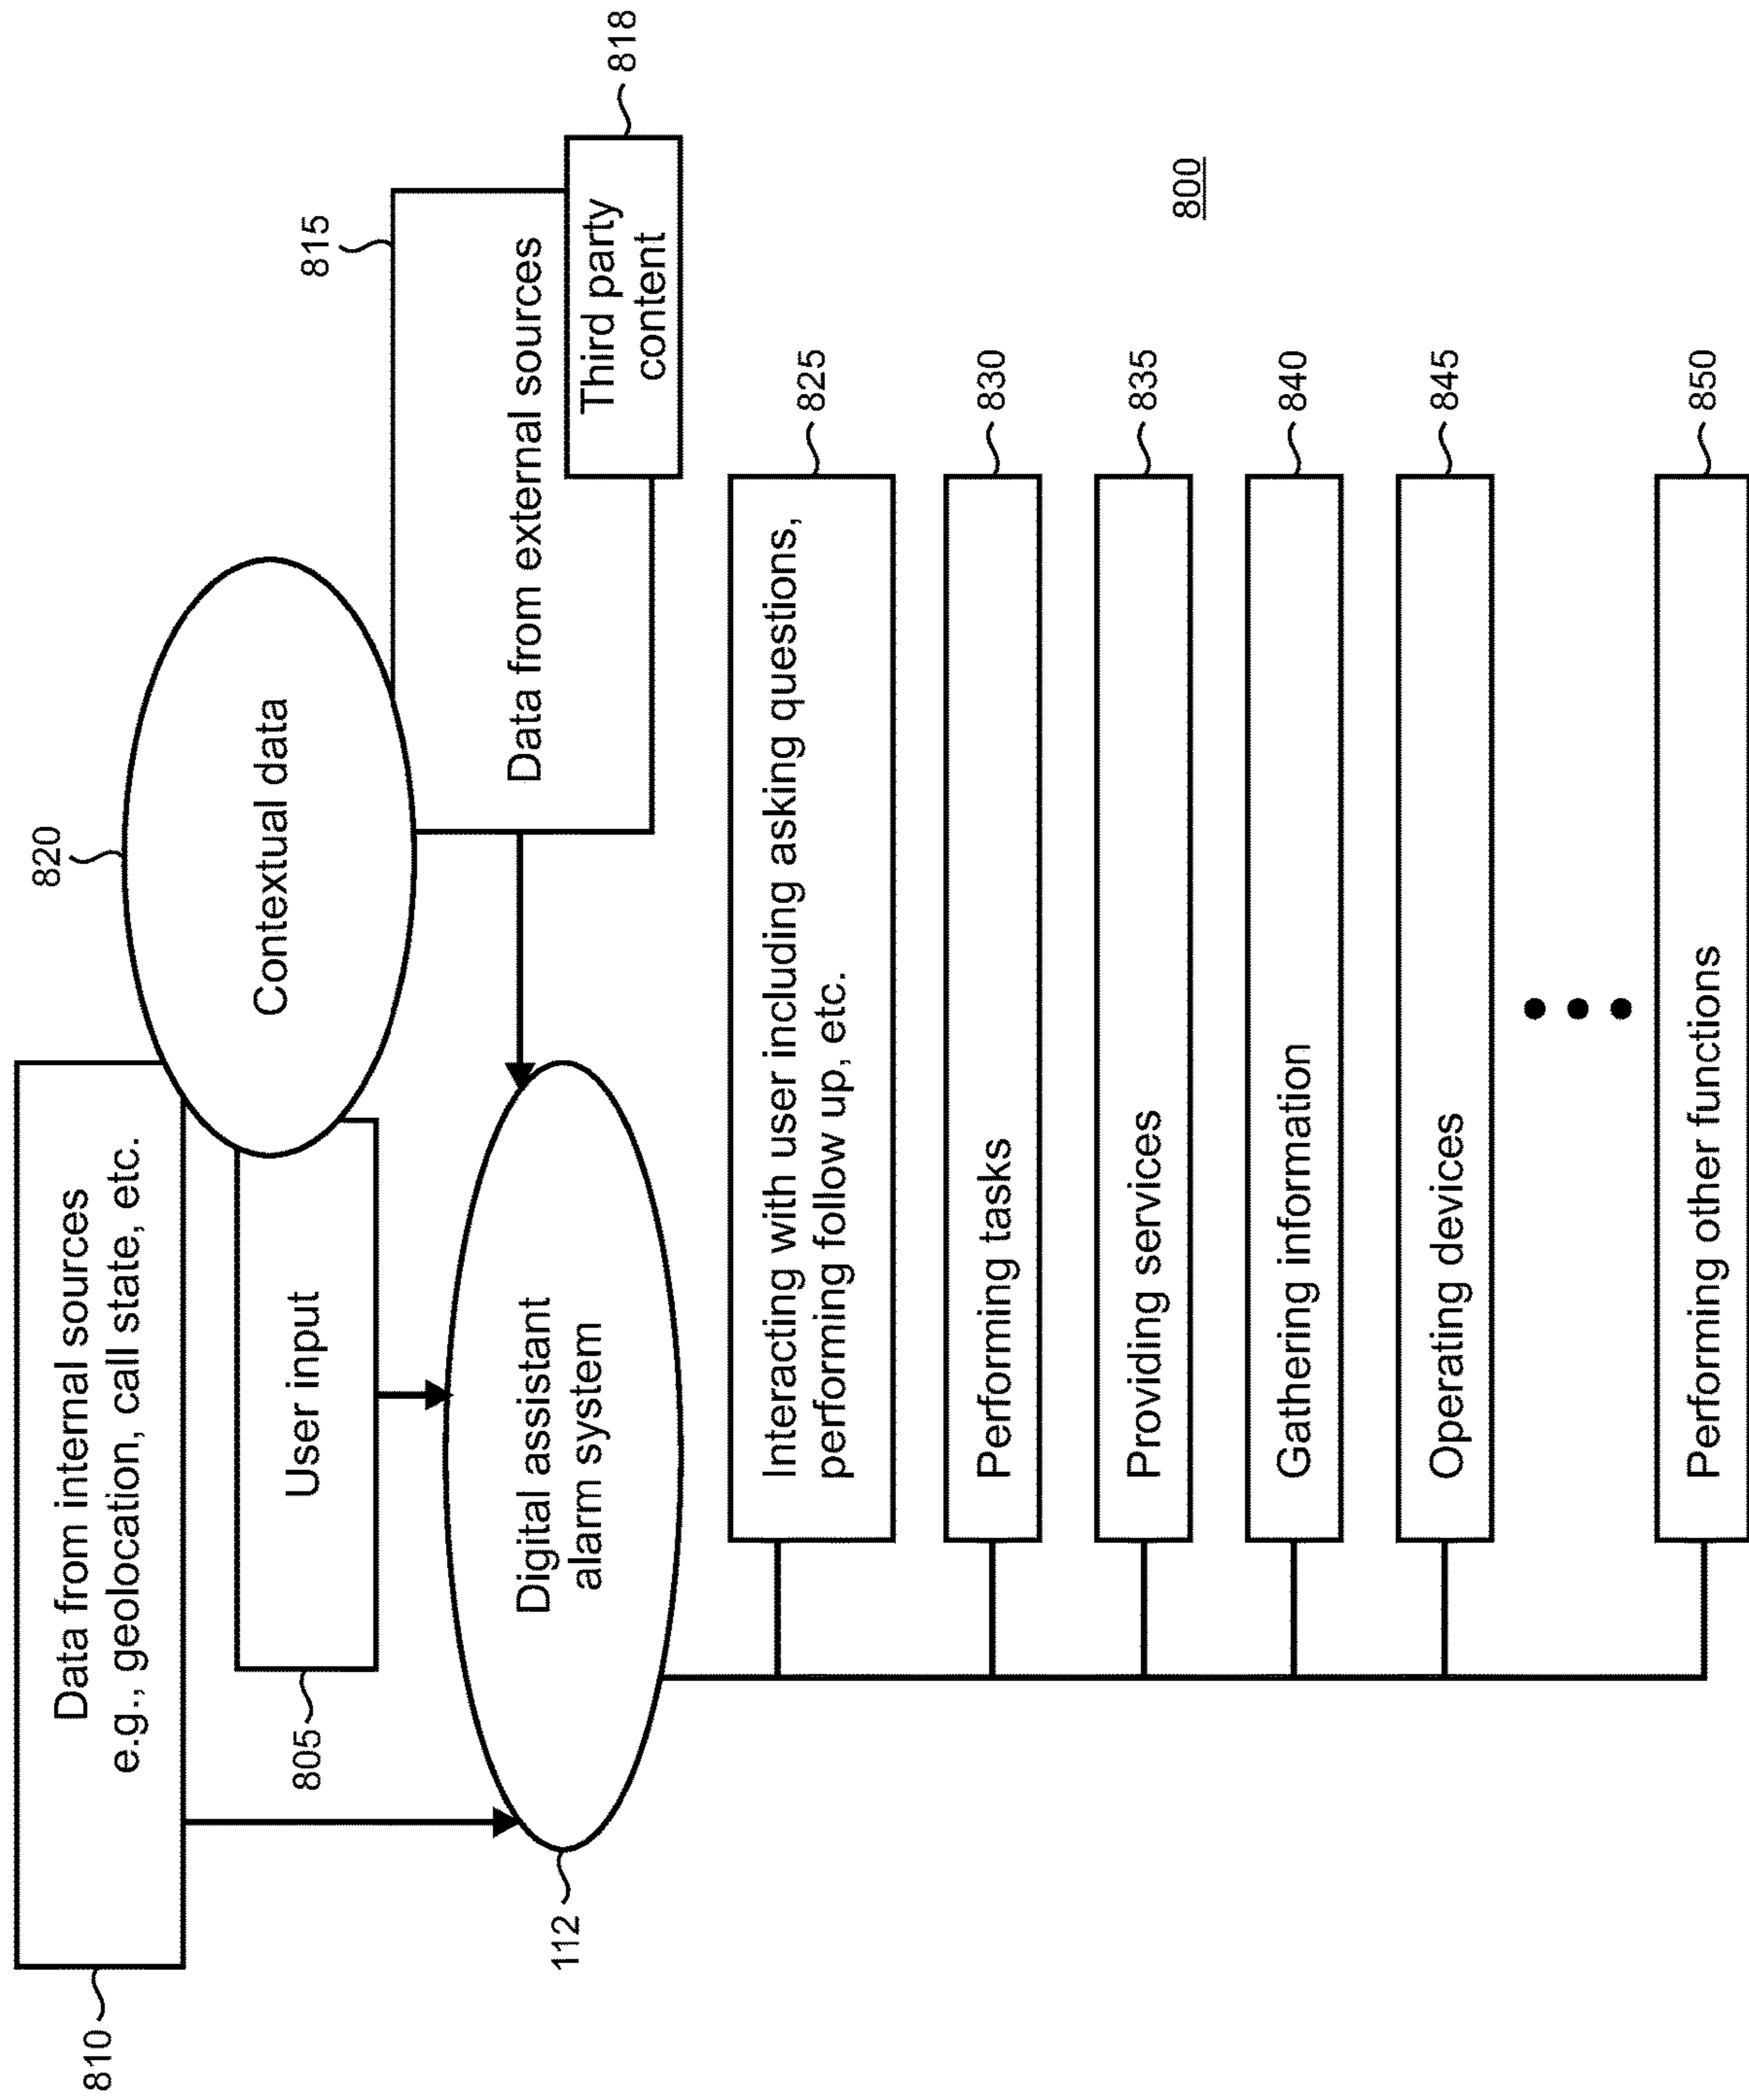 810
Data from internal sources
e.g., geolocation, call state, etc.
820
Contextual data
805
User input
815
Data from external sources
818
Third party
content
112
Digital assistant
alarm system
Interacting with user including asking questions,
performing follow up, etc.
825
Performing tasks
830
Providing services
835
Gathering information
840
Operating devices
845
Performing other functions
850
800